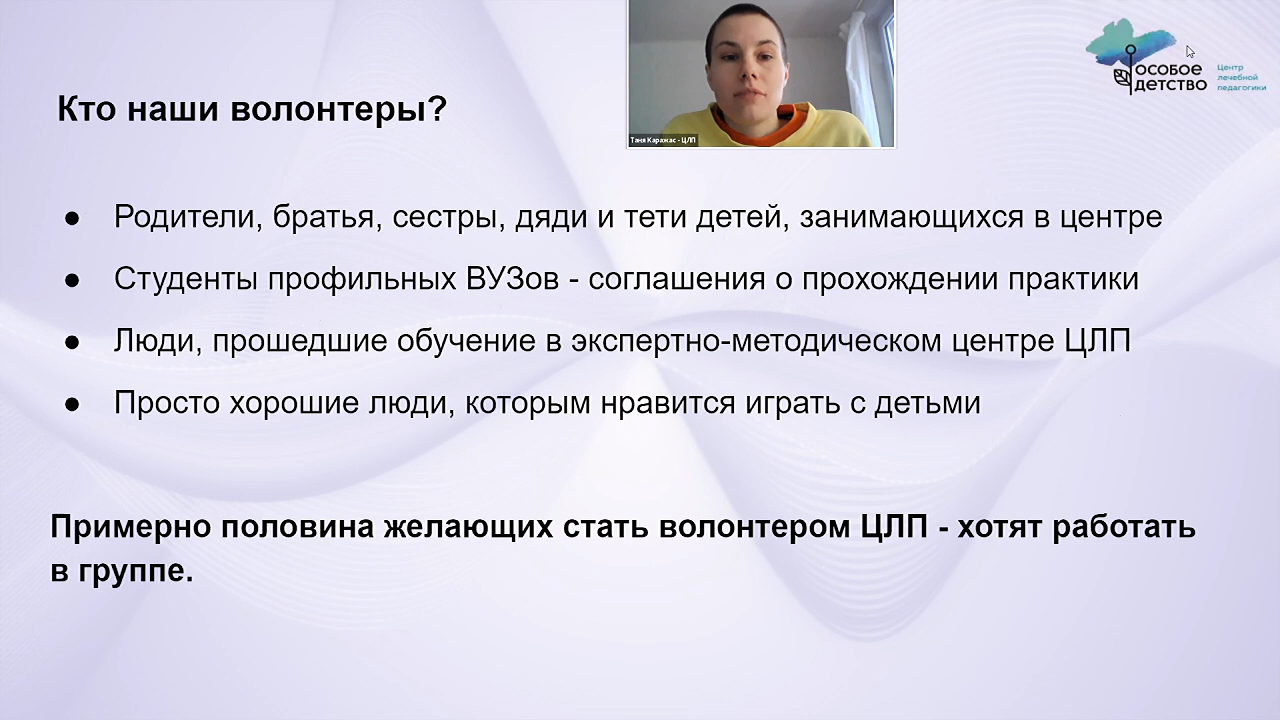 Таня Каражас - ЦЛП
особое
детство
Центр
лечебной
педагогики
Кто наши волонтеры?
● Родители, братья, сестры, дяди и тети детей, занимающихся в центре
● Студенты профильных ВУЗов - соглашения о прохождении практики
● Люди, прошедшие обучение в экспертно-методическом центре ЦЛП
● Просто хорошие люди, которым нравится играть с детьми
Примерно половина желающих стать волонтером ЦЛП - хотят работать
в группе.